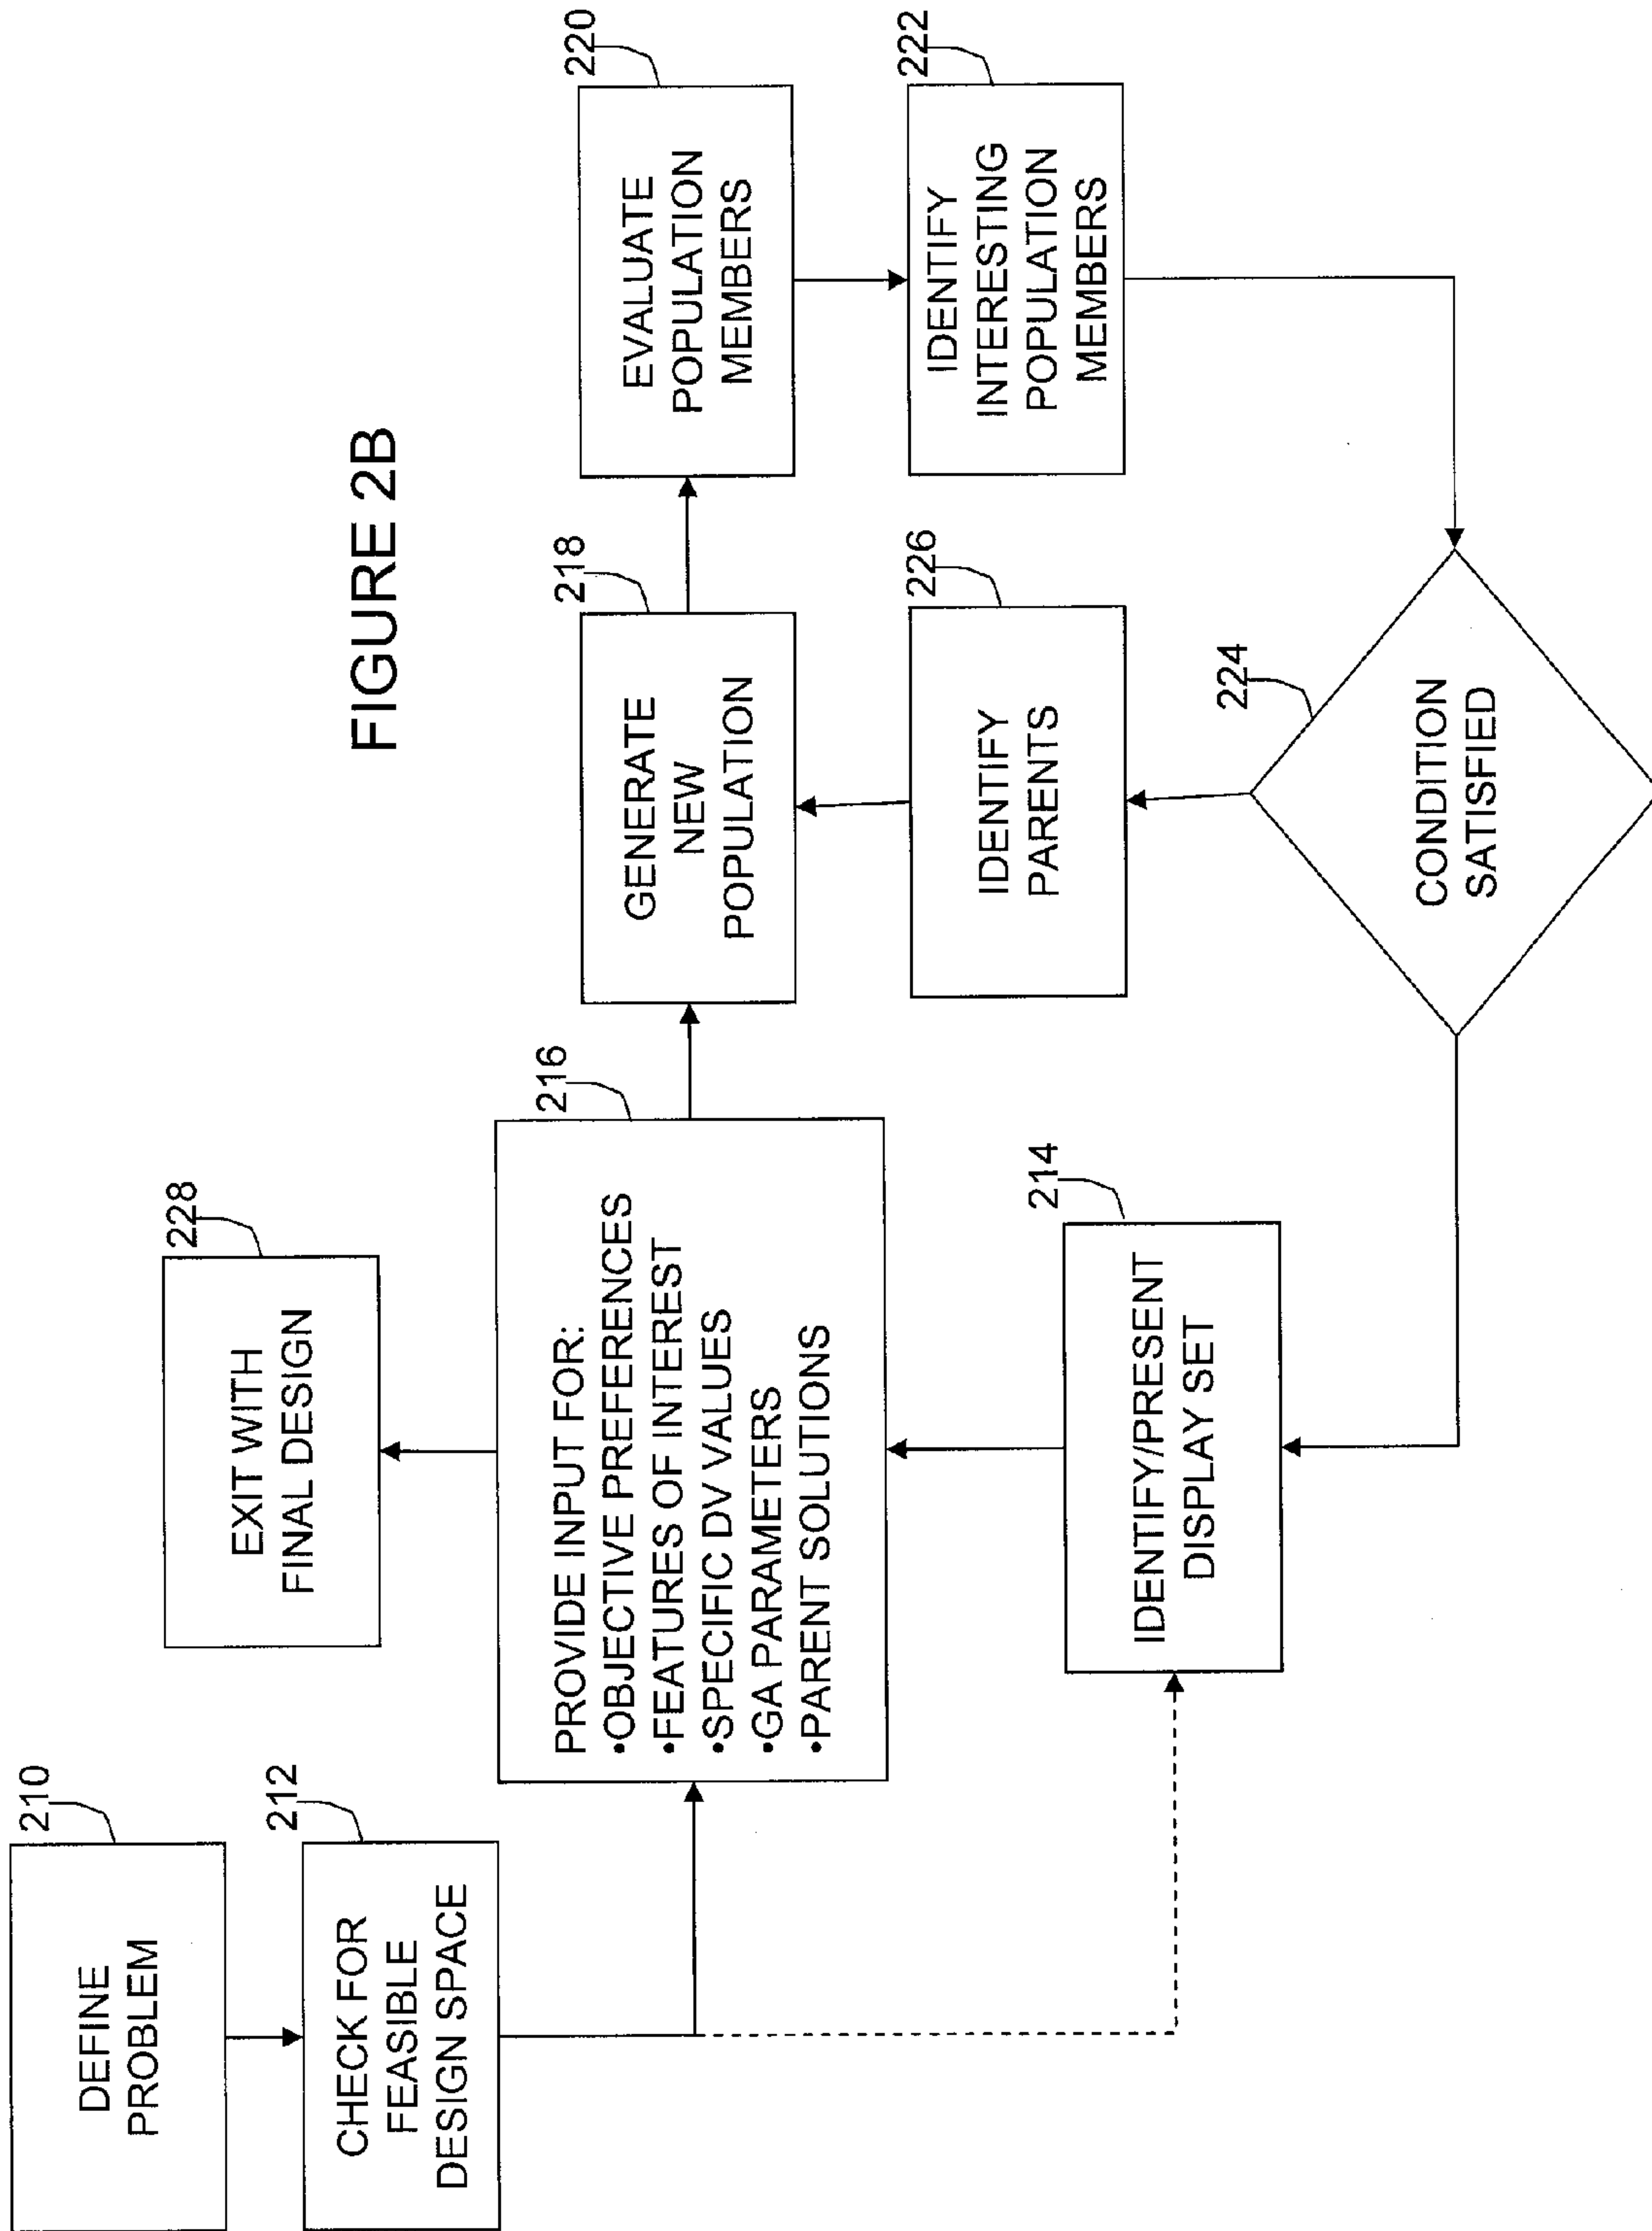 FIGURE 2B
210
DEFINE
PROBLEM
212
CHECK FOR
FEASIBLE
DESIGN SPACE
228
EXIT WITH
FINAL DESIGN
216
PROVIDE INPUT FOR:
•OBJECTIVE PREFERENCES
•FEATURES OF INTEREST
•SPECIFIC DV VALUES
•GA PARAMETERS
•PARENT SOLUTIONS
214
IDENTIFY/PRESENT
DISPLAY SET
218
GENERATE
NEW
POPULATION
226
IDENTIFY
PARENTS
220
EVALUATE
POPULATION
MEMBERS
222
IDENTIFY
INTERESTING
POPULATION
MEMBERS
224
CONDITION
SATISFIED